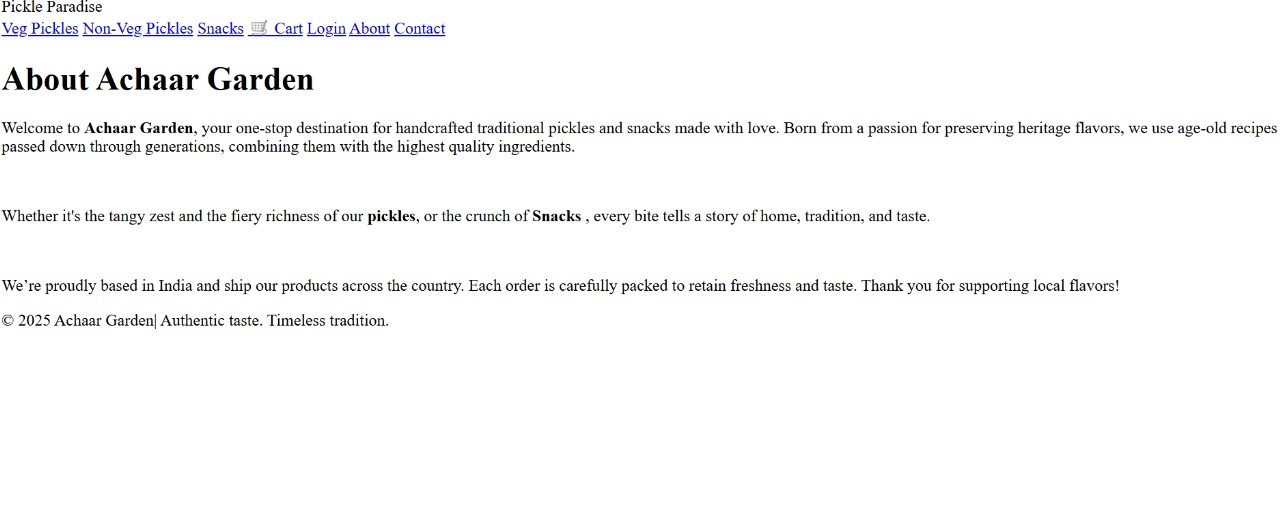 Pickle Paradise
Veg Pickles Non-Veg Pickles Snacks 🛒 Cart Login About Contact
About Achaar Garden
Welcome to Achaar Garden, your one-stop destination for handcrafted traditional pickles and snacks made with love. Born from a passion for preserving heritage flavors, we use age-old recipes
passed down through generations, combining them with the highest quality ingredients.
Whether it's the tangy zest and the fiery richness of our pickles, or the crunch of Snacks , every bite tells a story of home, tradition, and taste.
We’re proudly based in India and ship our products across the country. Each order is carefully packed to retain freshness and taste. Thank you for supporting local flavors!
© 2025 Achaar Garden| Authentic taste. Timeless tradition.